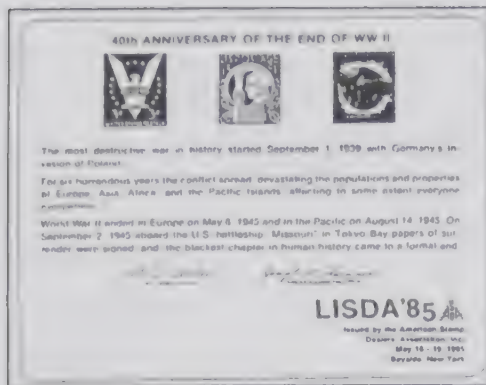 40th ANNIVERSARY OF THE END OF WW II
The most destructive war in history started September 1, 1939 with Germany's in-
vasion of Poland.
For six horrendous years the conflict spread, devastating the populations and properties
of Europe, Asia, Africa, and the Pacific Islands, affecting to some extent everyone
World War II ended in Europe on May 8, 1945 and in the Pacific on August 14, 1945. On
September 2, 1945 aboard the U.S. battleship "Missouri" in Tokyo Bay papers of sur-
render were signed, and the blackest chapter in human history came to a formal end.
LISDA'85
Issued by the American Stamp
Dealers Association, Inc.
May 16 - 19, 1985
Bayside, New York